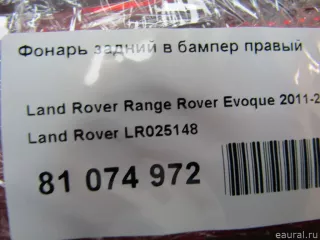 Фонарь задний в бампер правый
Land Rover Range Rover Evoque 2011-2
Land Rover LR025148
81 074 972
eaural.ru